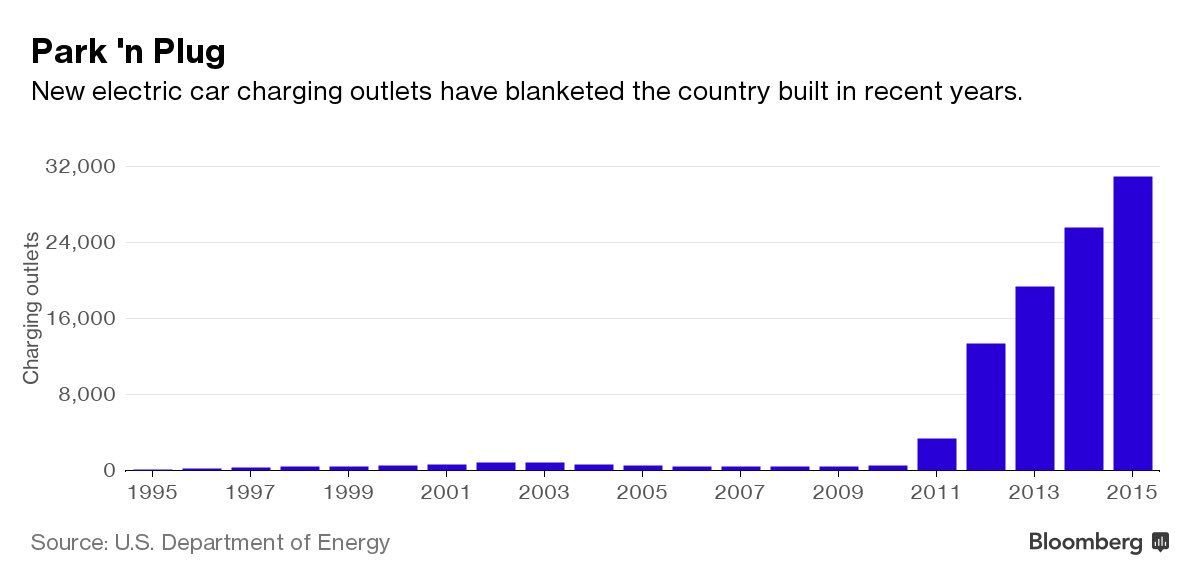 Park 'n Plug
New electric car charging outlets have blanketed the country built in recent years.
Charging outlets
32,000
24,000
16,000
8,000
0
1995 1997 1999 2001 2003 2005 2007 2009 2011 2013 2015
Source: U.S. Department of Energy
Bloomberg